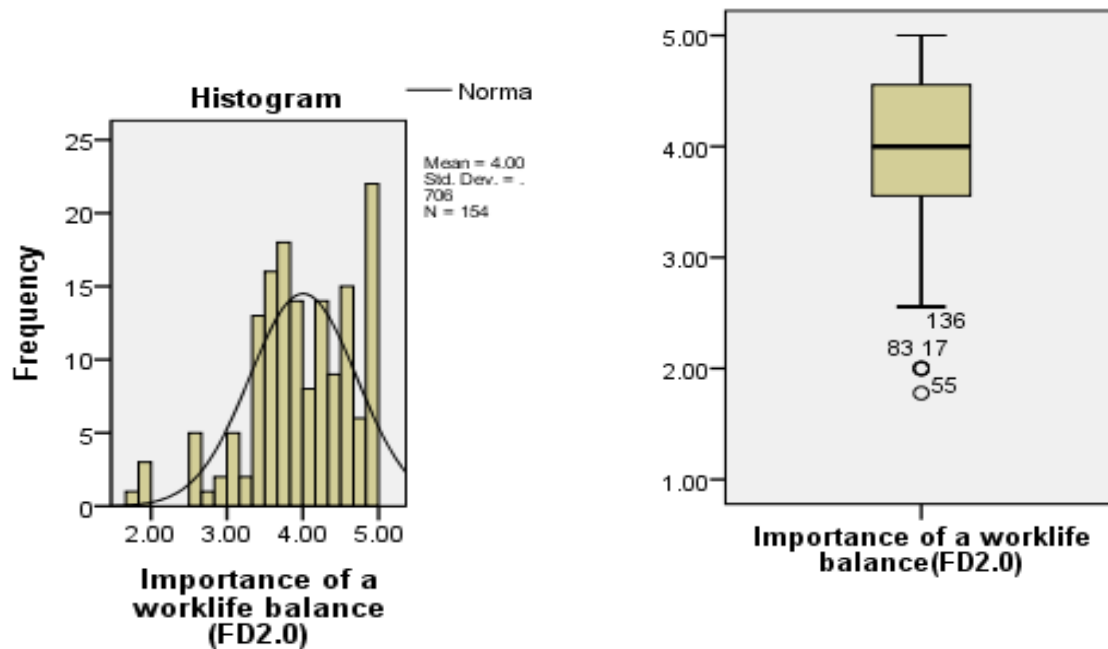 Histogram
Norma
Mean = 4.00
Std. Dev. = .
706
N = 154
Frequency
25
20
15
10
5
0
2.00 3.00 4.00 5.00
Importance of a
worklife balance
(FD2.0)
5.00
4.00
3.00
2.00
1.00
136
83 17
55
Importance of a worklife
balance(FD2.0)